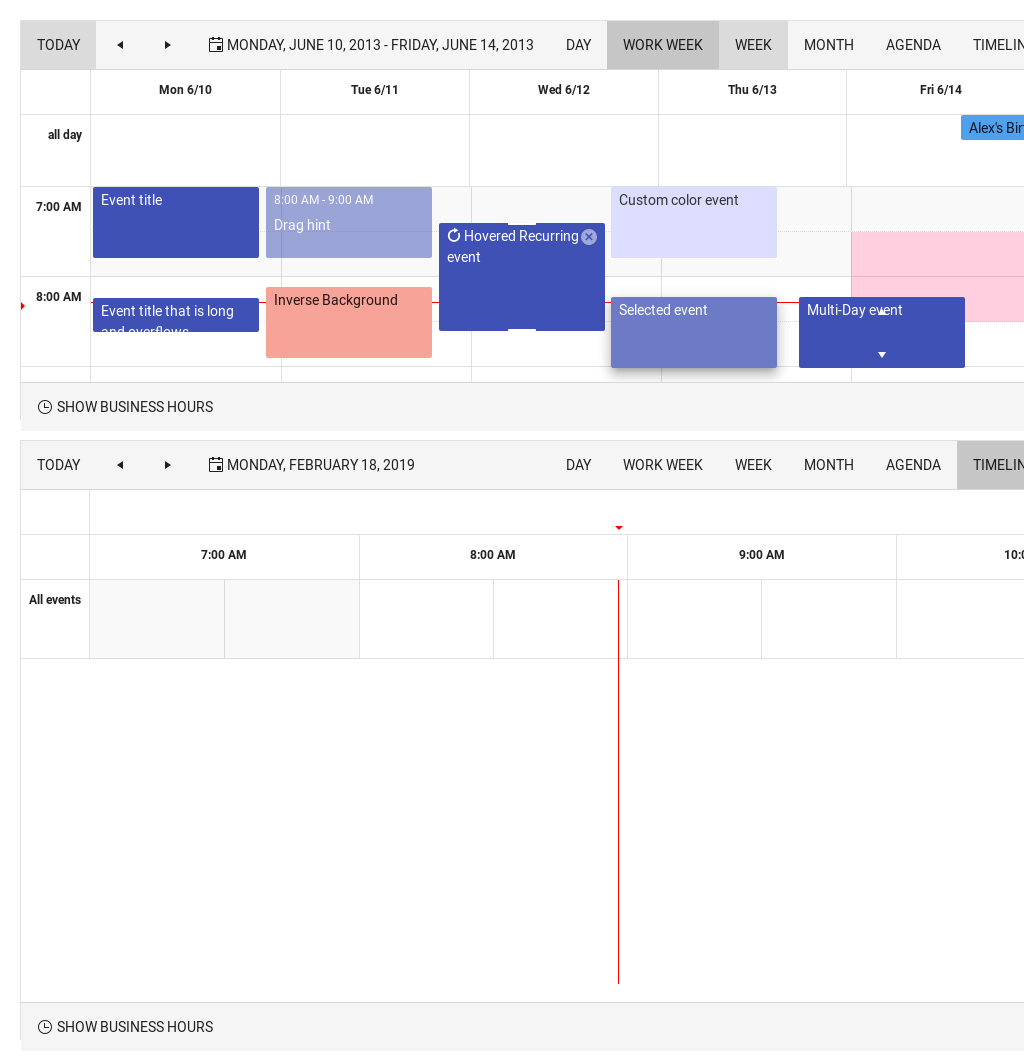 TODAY MONDAY, JUNE 10, 2013 - FRIDAY, JUNE 14, 2013 DAY WORK WEEK WEEK MONTH AGENDA TIMELIN
Mon 6/10 Tue 6/11 Wed 6/12 Thu 6/13 Fri 6/14
all day Alex's Bir
7:00 AM Event title 8:00 AM - 9:00 AM Custom color event
Drag hint
Hovered Recurring
event
8:00 AM Inverse Background
Event title that is long Selected event Multi-Day event
and overflows
SHOW BUSINESS HOURS
TODAY MONDAY, FEBRUARY 18, 2019 DAY WORK WEEK WEEK MONTH AGENDA TIMELIN
7:00 AM 8:00 AM 9:00 AM 10:0
All events
SHOW BUSINESS HOURS